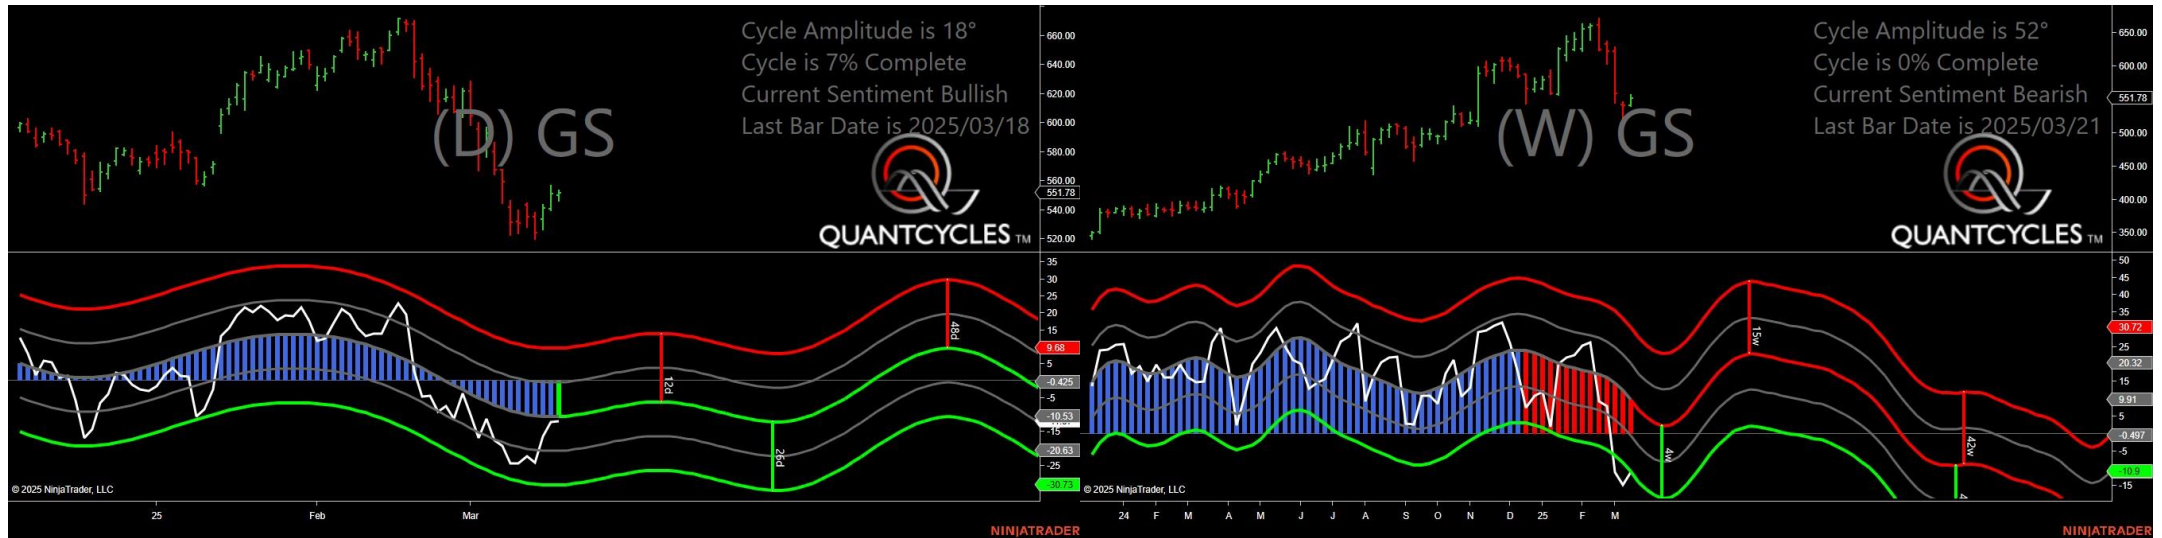 Cycle Amplitude is 18°
Cycle is 7% Complete
Current Sentiment Bullish
Last Bar Date is 2025/03/18
(D) GS
QUANTCYCLES TM
660.00
640.00
620.00
600.00
580.00
560.00
551.78
540.00
520.00
35
30
25
20
15
9.68
5
-0.425
-5
-10.53
-15
-20.63
-25
-30.73
12d
26d
48d
© 2025 NinjaTrader, LLC
25
Feb
Mar
NINJATRADER
Cycle Amplitude is 52°
Cycle is 0% Complete
Current Sentiment Bearish
Last Bar Date is 2025/03/21
(W) GS
QUANTCYCLES TM
650.00
600.00
551.78
500.00
450.00
400.00
350.00
50
40
35
30.72
25
20.32
15
9.91
5
-0.497
-5
-10.9
-15
4w
15w
42w
4
© 2025 NinjaTrader, LLC
24
F
M
A
M
J
J
A
S
O
N
D
25
F
M
NINJATRADER